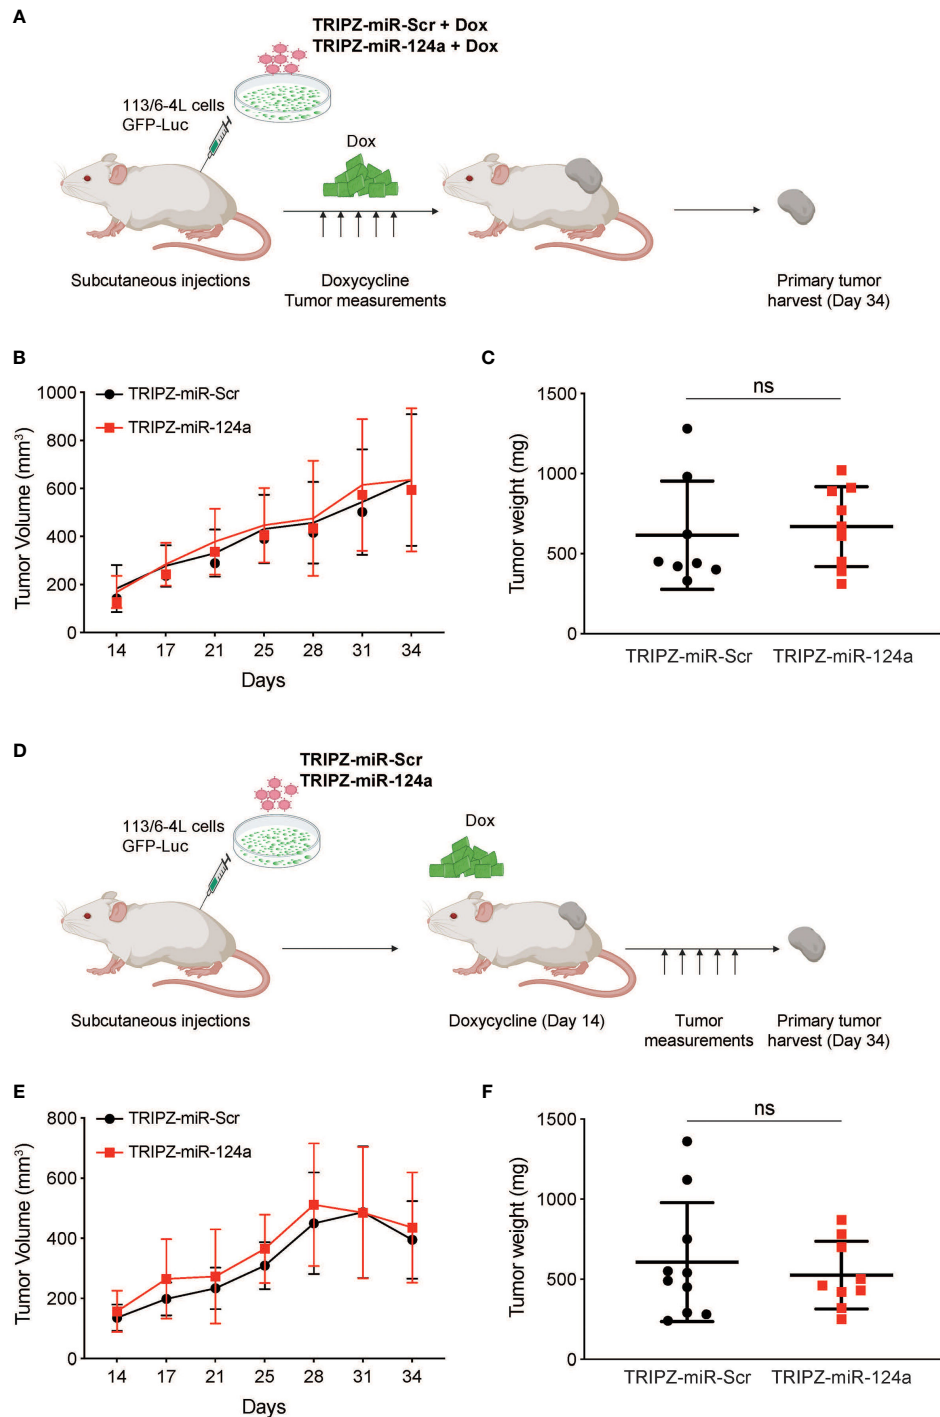 A
TRIPZ-miR-Scr + Dox
TRIPZ-miR-124a + Dox
113/6-4L cells
GFP-Luc
Dox
Subcutaneous injections
Doxycycline
Tumor measurements
Primary tumor
harvest (Day 34)
B
TRIPZ-miR-Scr
TRIPZ-miR-124a
Tumor Volume (mm³)
1000
800
600
400
200
0
14 17 21 25 28 31 34
Days
C
ns
Tumor weight (mg)
1500
1000
500
0
TRIPZ-miR-Scr TRIPZ-miR-124a
D
TRIPZ-miR-Scr
TRIPZ-miR-124a
113/6-4L cells
GFP-Luc
Dox
Subcutaneous injections
Doxycycline (Day 14)
Tumor
measurements
Primary tumor
harvest (Day 34)
E
TRIPZ-miR-Scr
TRIPZ-miR-124a
Tumor Volume (mm³)
800
600
400
200
0
14 17 21 25 28 31 34
Days
F
ns
Tumor weight (mg)
1500
1000
500
0
TRIPZ-miR-Scr TRIPZ-miR-124a